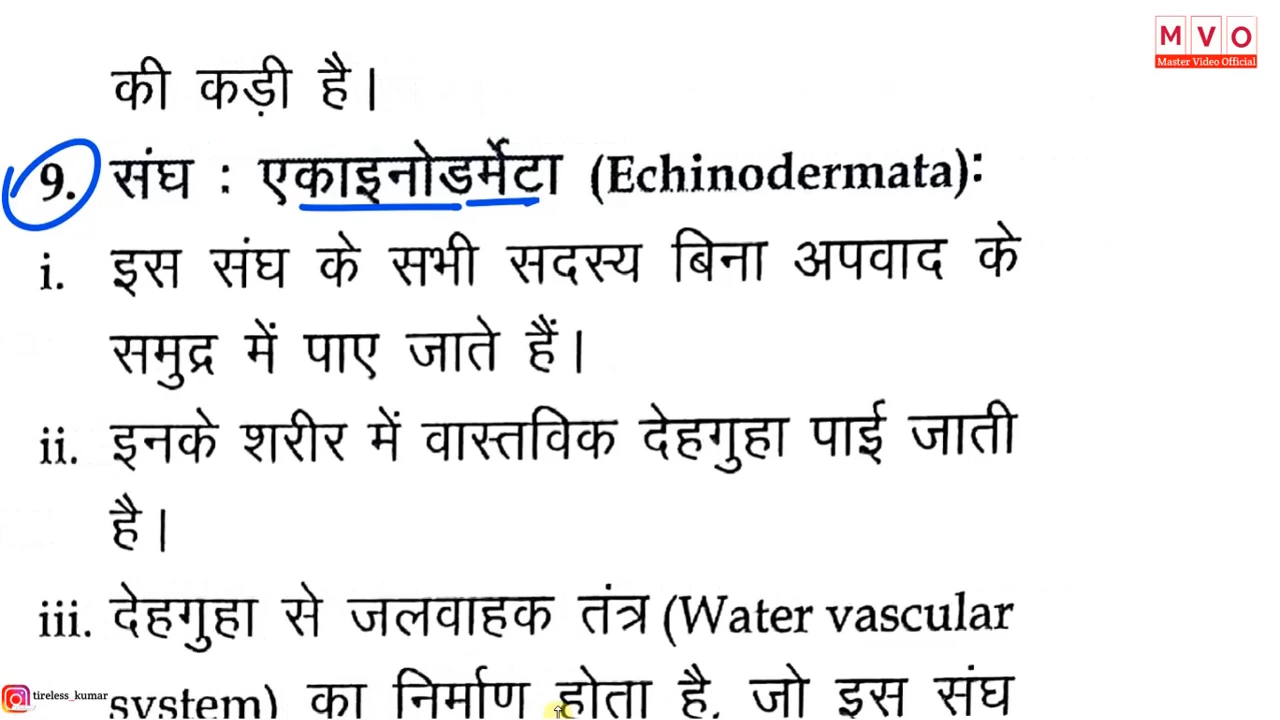 M V O
Master Video Official
की कड़ी है।
9. संघ : एकाइनोडर्मेटा (Echinodermata):
i. इस संघ के सभी सदस्य बिना अपवाद के
समुद्र में पाए जाते हैं।
ii. इनके शरीर में वास्तविक देहगुहा पाई जाती
है।
iii. देहगुहा से जलवाहक तंत्र (Water vascular
system) का निर्माण होता है, जो इस संघ
tireless_kumar